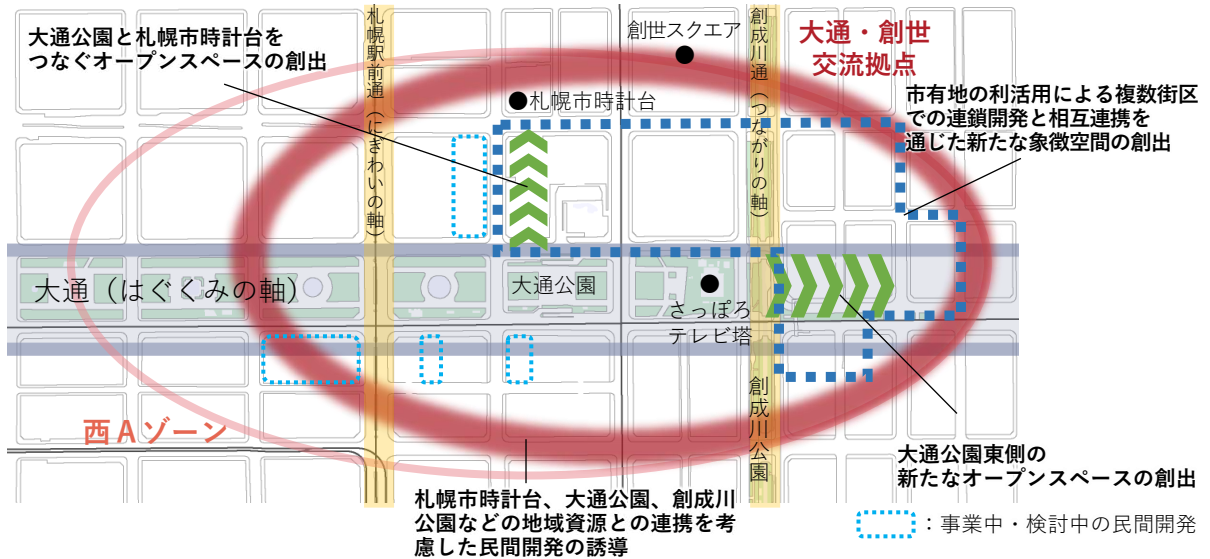 大通公園と札幌市時計台を
つなぐオープンスペースの創出
札幌駅前通（にぎわいの軸）
創世スクエア
創成川通（つながりの軸）
大通・創世
交流拠点
札幌市時計台
市有地の利活用による複数街区
での連鎖開発と相互連携を
通じた新たな象徴空間の創出
大通（はぐくみの軸）
大通公園
さっぽろ
テレビ塔
創成川公園
西Aゾーン
大通公園東側の
新たなオープンスペースの創出
札幌市時計台、大通公園、創成川
公園などの地域資源との連携を考
慮した民間開発の誘導
：事業中・検討中の民間開発